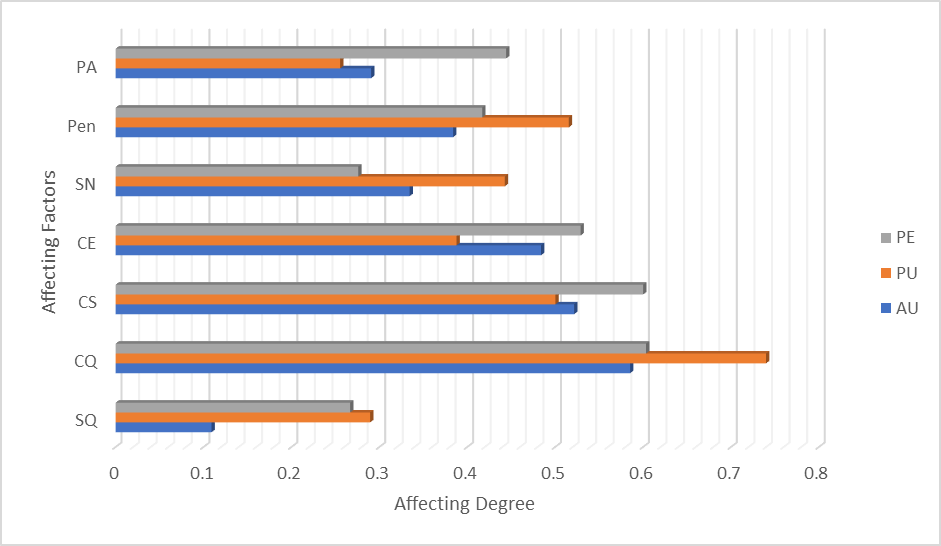 PA
Pen
SN
CE
CS
CQ
SQ
Affecting Factors
0 0.1 0.2 0.3 0.4 0.5 0.6 0.7 0.8
Affecting Degree
PE
PU
AU